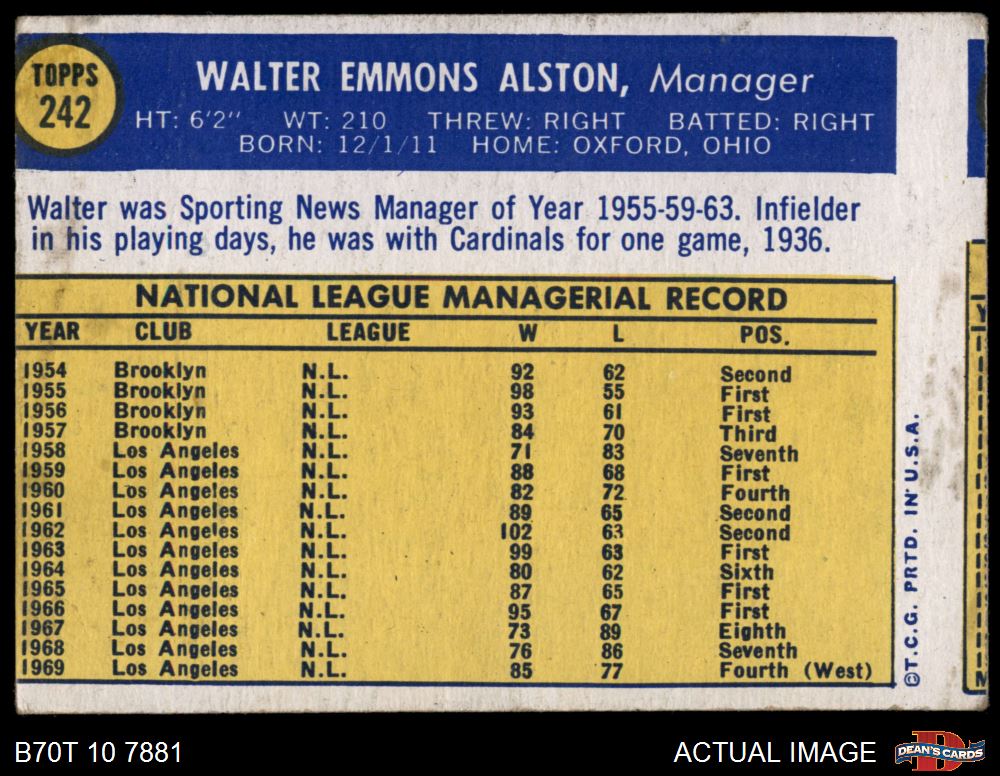 TOPPS
242
WALTER EMMONS ALSTON, Manager
HT: 6'2" WT: 210 THREW: RIGHT BATTED: RIGHT
BORN: 12/1/11 HOME: OXFORD, OHIO
Walter was Sporting News Manager of Year 1955-59-63. Infielder
in his playing days, he was with Cardinals for one game, 1936.
NATIONAL LEAGUE MANAGERIAL RECORD
YEAR CLUB LEAGUE W L POS.
1954 Brooklyn N.L. 92 62 Second
1955 Brooklyn N.L. 98 55 First
1956 Brooklyn N.L. 93 61 First
1957 Brooklyn N.L. 84 70 Third
1958 Los Angeles N.L. 71 83 Seventh
1959 Los Angeles N.L. 88 68 First
1960 Los Angeles N.L. 82 72 Fourth
1961 Los Angeles N.L. 89 65 Second
1962 Los Angeles N.L. 102 63 Second
1963 Los Angeles N.L. 99 63 First
1964 Los Angeles N.L. 80 62 Sixth
1965 Los Angeles N.L. 87 65 First
1966 Los Angeles N.L. 95 67 First
1967 Los Angeles N.L. 73 89 Eighth
1968 Los Angeles N.L. 76 86 Seventh
1969 Los Angeles N.L. 85 77 Fourth (West)
©T.C.G. PRTD. IN U.S.A.
B70T 10 7881
ACTUAL IMAGE
DEAN'S CARDS